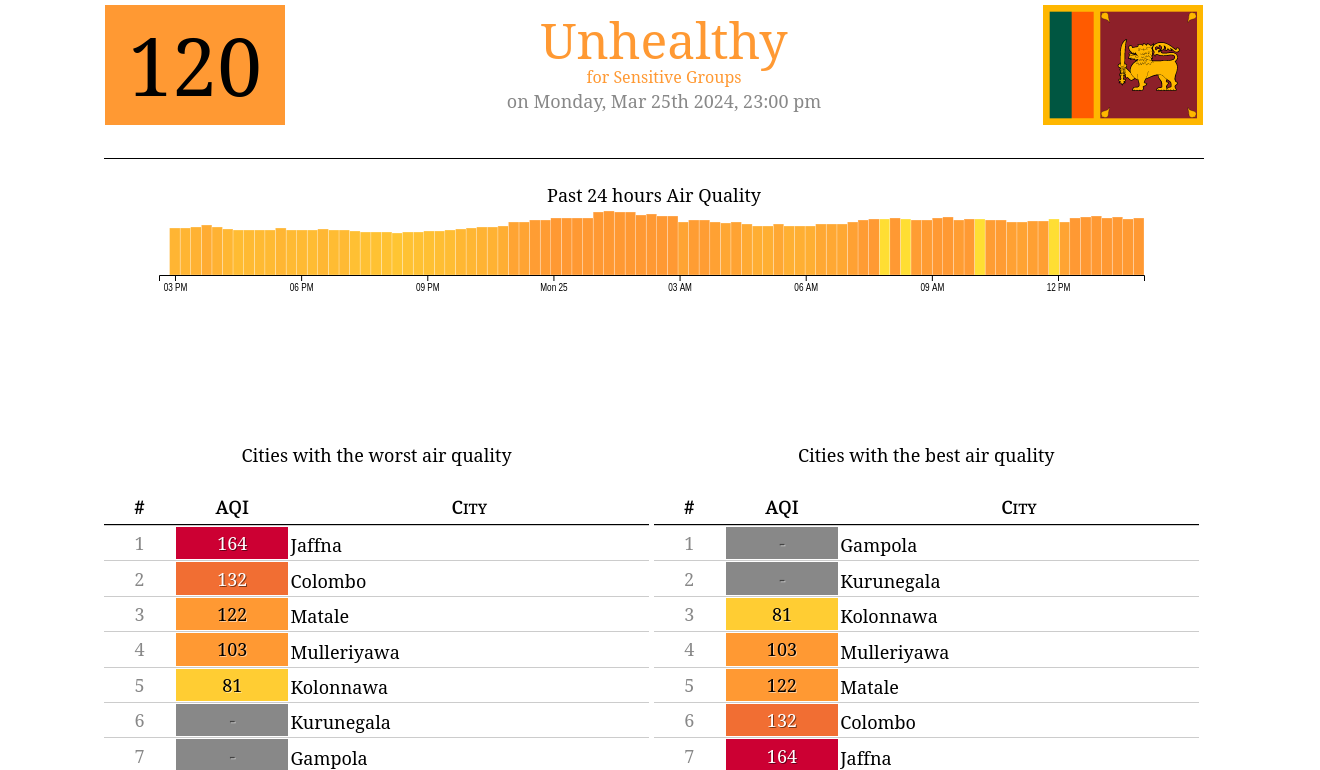 120
Unhealthy
for Sensitive Groups
on Monday, Mar 25th 2024, 23:00 pm
Past 24 hours Air Quality
03 PM 06 PM 09 PM Mon 25 03 AM 06 AM 09 AM 12 PM
Cities with the worst air quality
# AQI City
1 164 Jaffna
2 132 Colombo
3 122 Matale
4 103 Mulleriyawa
5 81 Kolonnawa
6 - Kurunegala
7 - Gampola
Cities with the best air quality
# AQI City
1 - Gampola
2 - Kurunegala
3 81 Kolonnawa
4 103 Mulleriyawa
5 122 Matale
6 132 Colombo
7 164 Jaffna